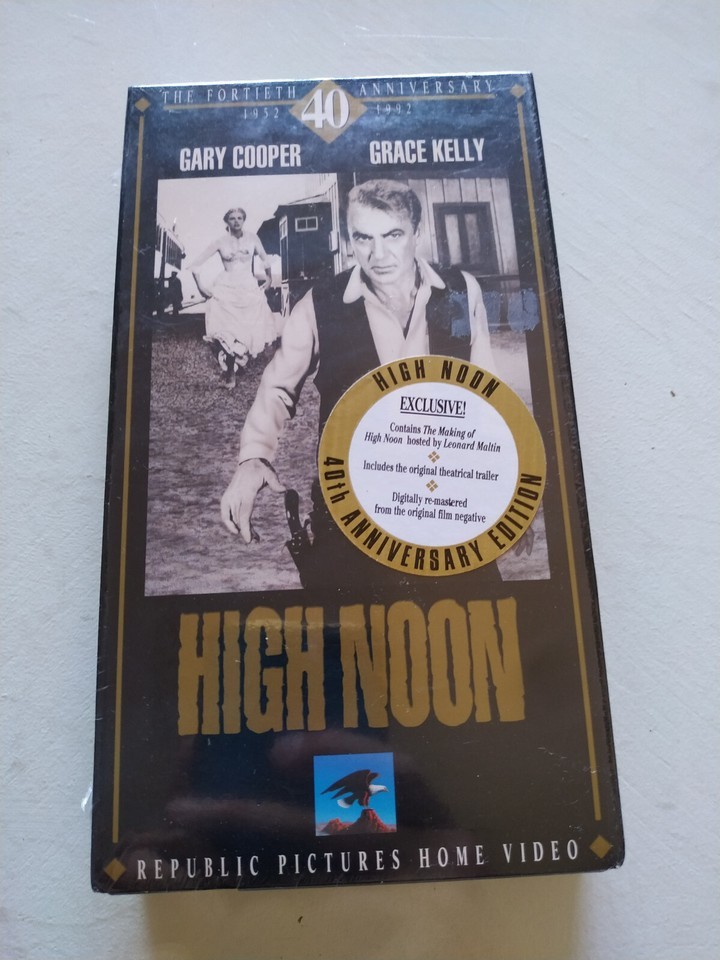 THE FORTIETH 40 ANNIVERSARY
1952 1992
GARY COOPER GRACE KELLY
HIGH NOON
EXCLUSIVE!
Contains The Making of
High Noon hosted by Leonard Maltin
Includes the original theatrical trailer
Digitally re-mastered
from the original film negative
40th ANNIVERSARY EDITION
HIGH NOON
REPUBLIC PICTURES HOME VIDEO